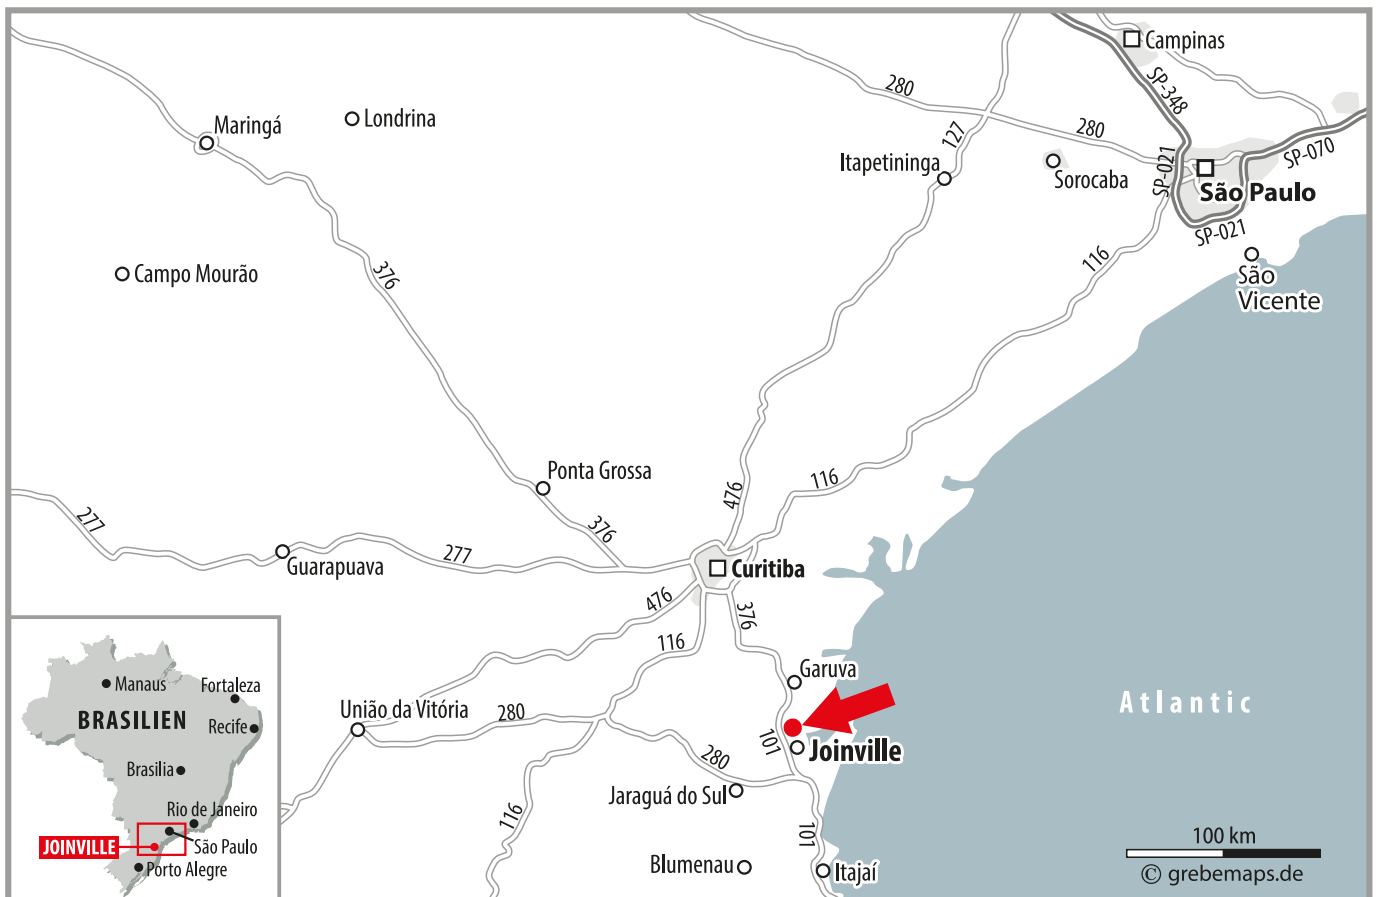 Campinas
SP-348
280
Maringá
Londrina
127
280
Itapetininga
Sorocaba
SP-021
SP-070
São Paulo
SP-021
116
São
Vicente
Campo Mourão
376
Ponta Grossa
476
116
277
376
277
Guarapuava
Curitiba
476
376
116
Garuva
União da Vitória
280
Atlantic
101
Joinville
280
Jaraguá do Sul
116
101
Blumenau
Itajaí
100 km
© grebemaps.de
Manaus
Fortaleza
BRASILIEN
Recife
Brasilia
Rio de Janeiro
JOINVILLE
São Paulo
Porto Alegre